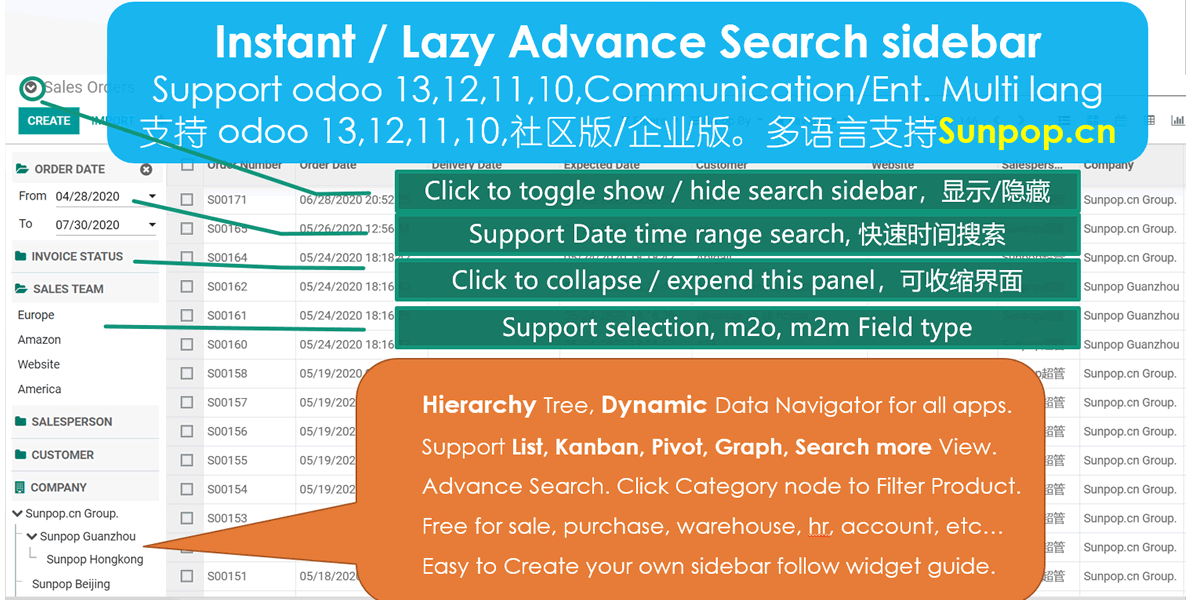 Instant / Lazy Advance Search sidebar
Support odoo 13,12,11,10,Communication/Ent. Multi lang
支持 odoo 13,12,11,10,社区版/企业版。多语言支持Sunpop.cn
Sales Orders
CREATE IMPORT
Order Number Order Date Delivery Date Expected Date Customer Website Salespers... Company
ORDER DATE
From 04/28/2020
To 07/30/2020
INVOICE STATUS
SALES TEAM
Europe
Amazon
Website
America
SALESPERSON
CUSTOMER
COMPANY
Sunpop.cn Group.
Sunpop Guanzhou
Sunpop Hongkong
Sunpop Beijing
S00171 06/28/2020 20:52 Sunpop.cn Group.
S00165 05/26/2020 12:56 Sunpop.cn Group.
S00164 05/24/2020 18:18 Sunpop.cn Group.
S00162 05/24/2020 18:16 Sunpop Guanzhou
S00161 05/24/2020 18:16 Sunpop Guanzhou
S00160 05/24/2020 18:16 Sunpop Guanzhou
S00158 05/19/2020 超管 Sunpop.cn Group.
S00157 05/19/202 超管 Sunpop.cn Group.
S00156 05/19/202 超管 Sunpop.cn Group.
S00155 05/19/202 超管 Sunpop.cn Group.
S00154 05/19/202 超管 Sunpop.cn Group.
S00153 超管 Sunpop.cn Group.
超管 Sunpop.cn Group.
S00151 05/18/2020 超管 Sunpop.cn Group.
Click to toggle show / hide search sidebar，显示/隐藏
Support Date time range search, 快速时间搜索
Click to collapse / expend this panel，可收缩界面
Support selection, m2o, m2m Field type
Hierarchy Tree, Dynamic Data Navigator for all apps.
Support List, Kanban, Pivot, Graph, Search more View.
Advance Search. Click Category node to Filter Product.
Free for sale, purchase, warehouse, hr, account, etc…
Easy to Create your own sidebar follow widget guide.